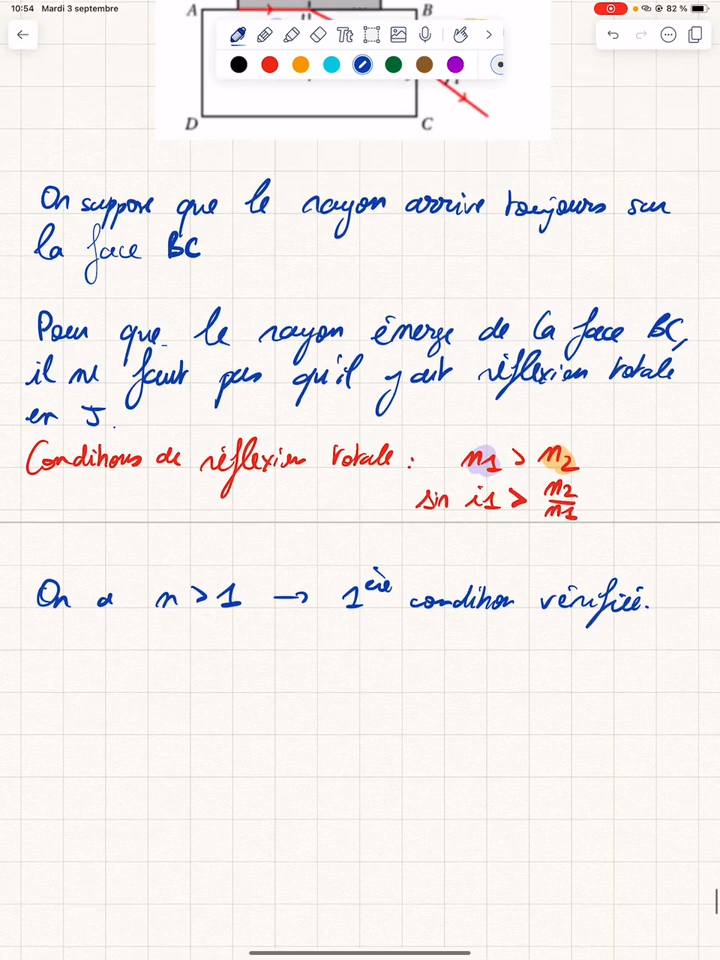 10:54 Mardi 3 septembre
82 %
A
B
D
C
On suppose que le rayon arrive toujours sur
la face BC
Pour que le rayon émerge de la face BC,
il ne faut pas qu'il y ait réflexion totale
en J.
Conditions de réflexion totale : n1 > n2
sin i1 > n2/n1
On a n > 1 → 1ère condition vérifiée.